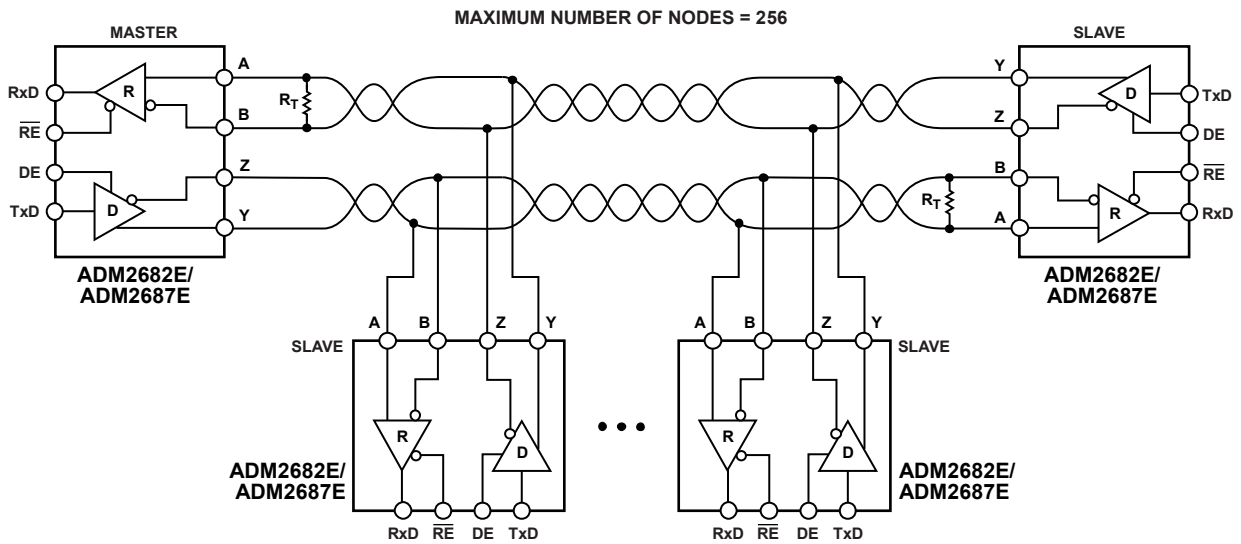 MAXIMUM NUMBER OF NODES = 256
MASTER
SLAVE
A
B
Z
Y
RxD
RE
DE
TxD
R
D
RT
ADM2682E/
ADM2687E
Y
Z
B
A
TxD
DE
RE
RxD
D
R
RT
ADM2682E/
ADM2687E
SLAVE
A B Z Y
R
D
ADM2682E/
ADM2687E
RxD RE DE TxD
SLAVE
A B Z Y
R
D
ADM2682E/
ADM2687E
RxD RE DE TxD